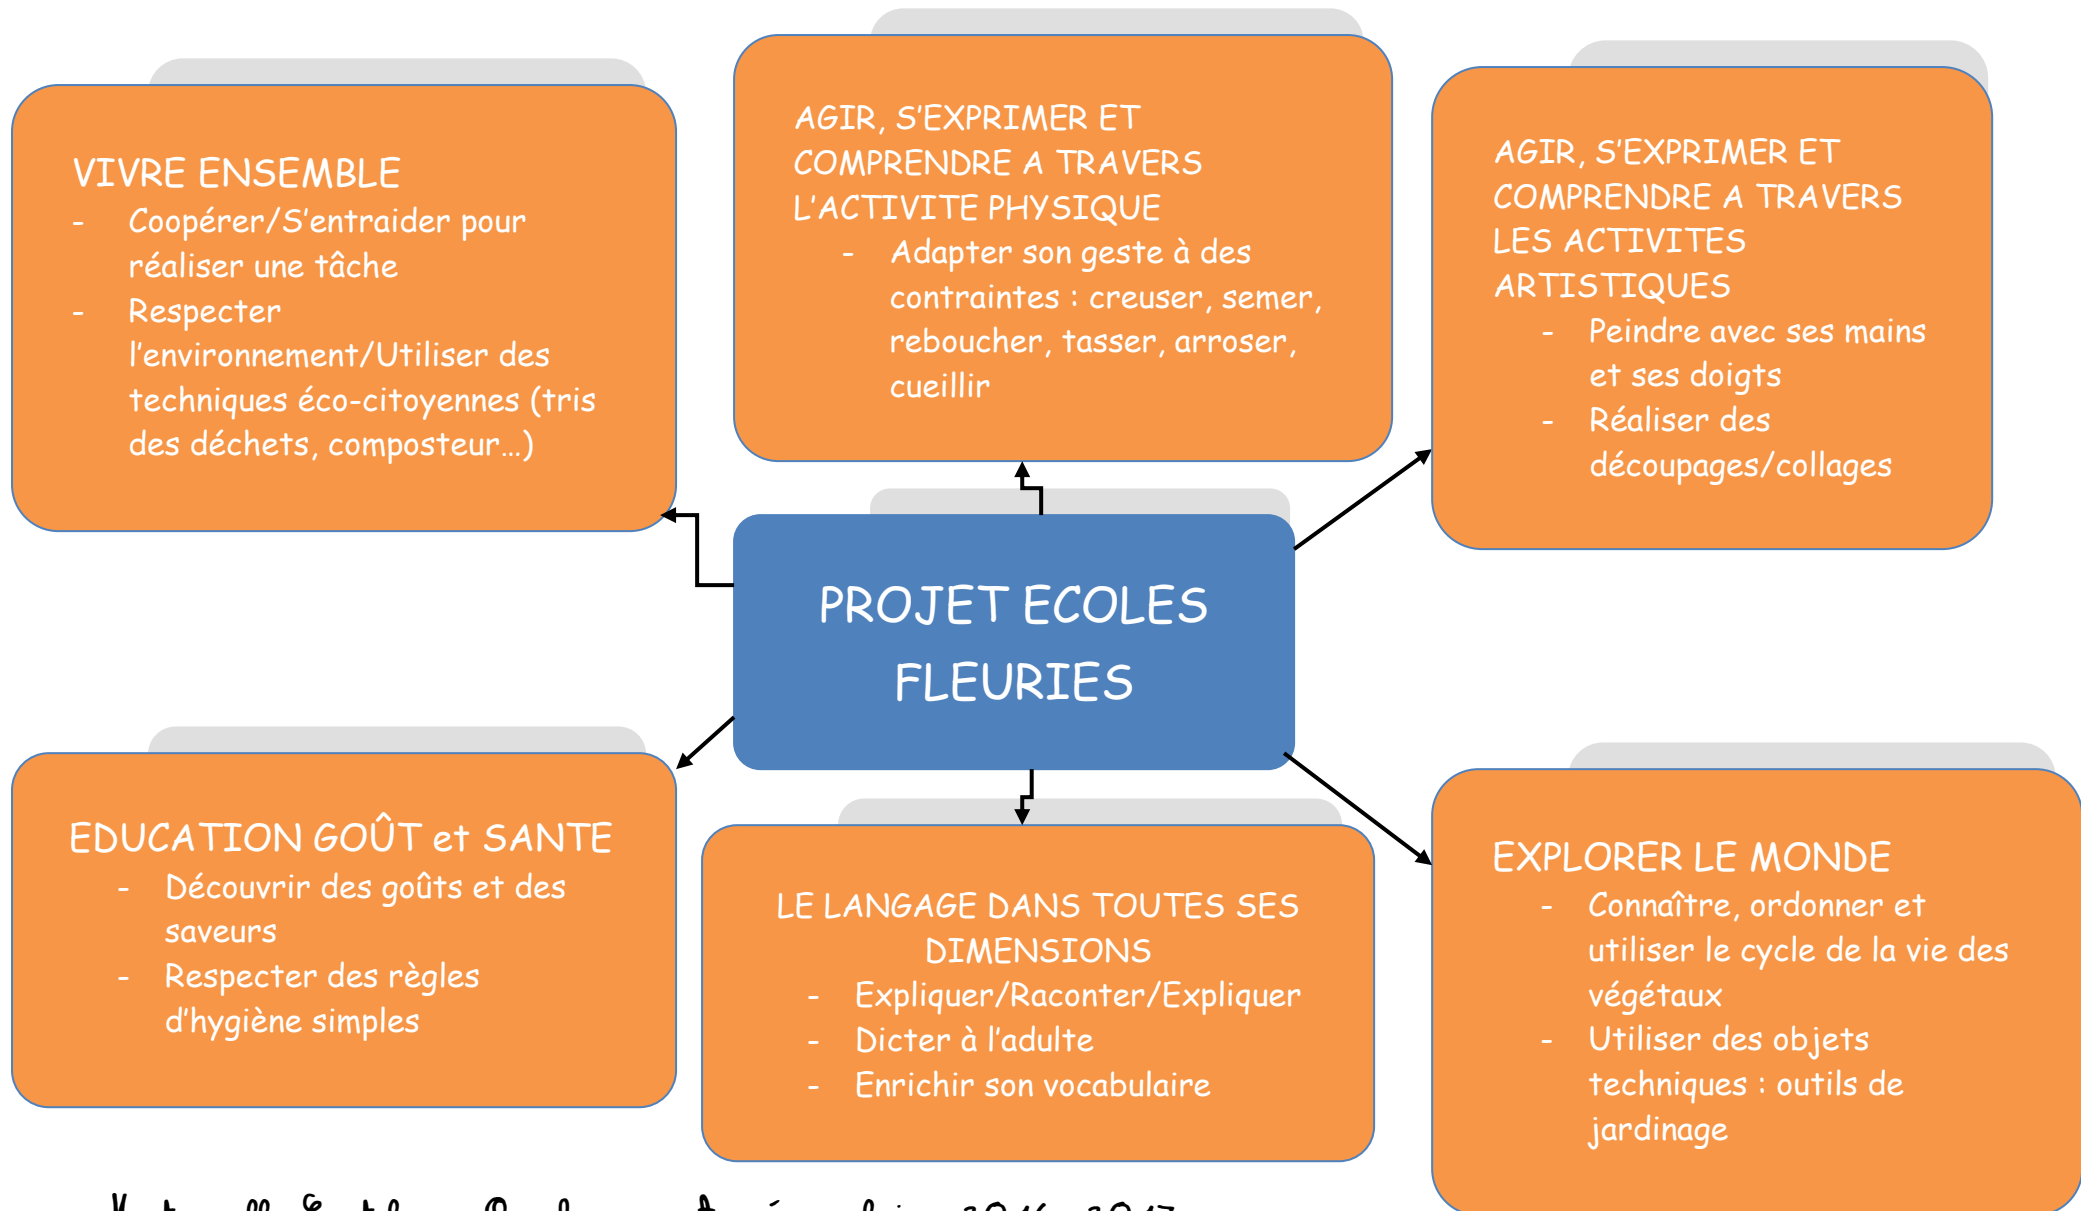 VIVRE ENSEMBLE
- Coopérer/S'entraider pour
réaliser une tâche
- Respecter
l'environnement/Utiliser des
techniques éco-citoyennes (tris
des déchets, composteur…)
AGIR, S'EXPRIMER ET
COMPRENDRE A TRAVERS
L'ACTIVITE PHYSIQUE
- Adapter son geste à des
contraintes : creuser, semer,
reboucher, tasser, arroser,
cueillir
AGIR, S'EXPRIMER ET
COMPRENDRE A TRAVERS
LES ACTIVITES
ARTISTIQUES
- Peindre avec ses mains
et ses doigts
- Réaliser des
découpages/collages
PROJET ECOLES
FLEURIES
EDUCATION GOÛT et SANTE
- Découvrir des goûts et des
saveurs
- Respecter des règles
d'hygiène simples
LE LANGAGE DANS TOUTES SES
DIMENSIONS
- Expliquer/Raconter/Expliquer
- Dicter à l'adulte
- Enrichir son vocabulaire
EXPLORER LE MONDE
- Connaître, ordonner et
utiliser le cycle de la vie des
végétaux
- Utiliser des objets
techniques : outils de
jardinage
2016 2017